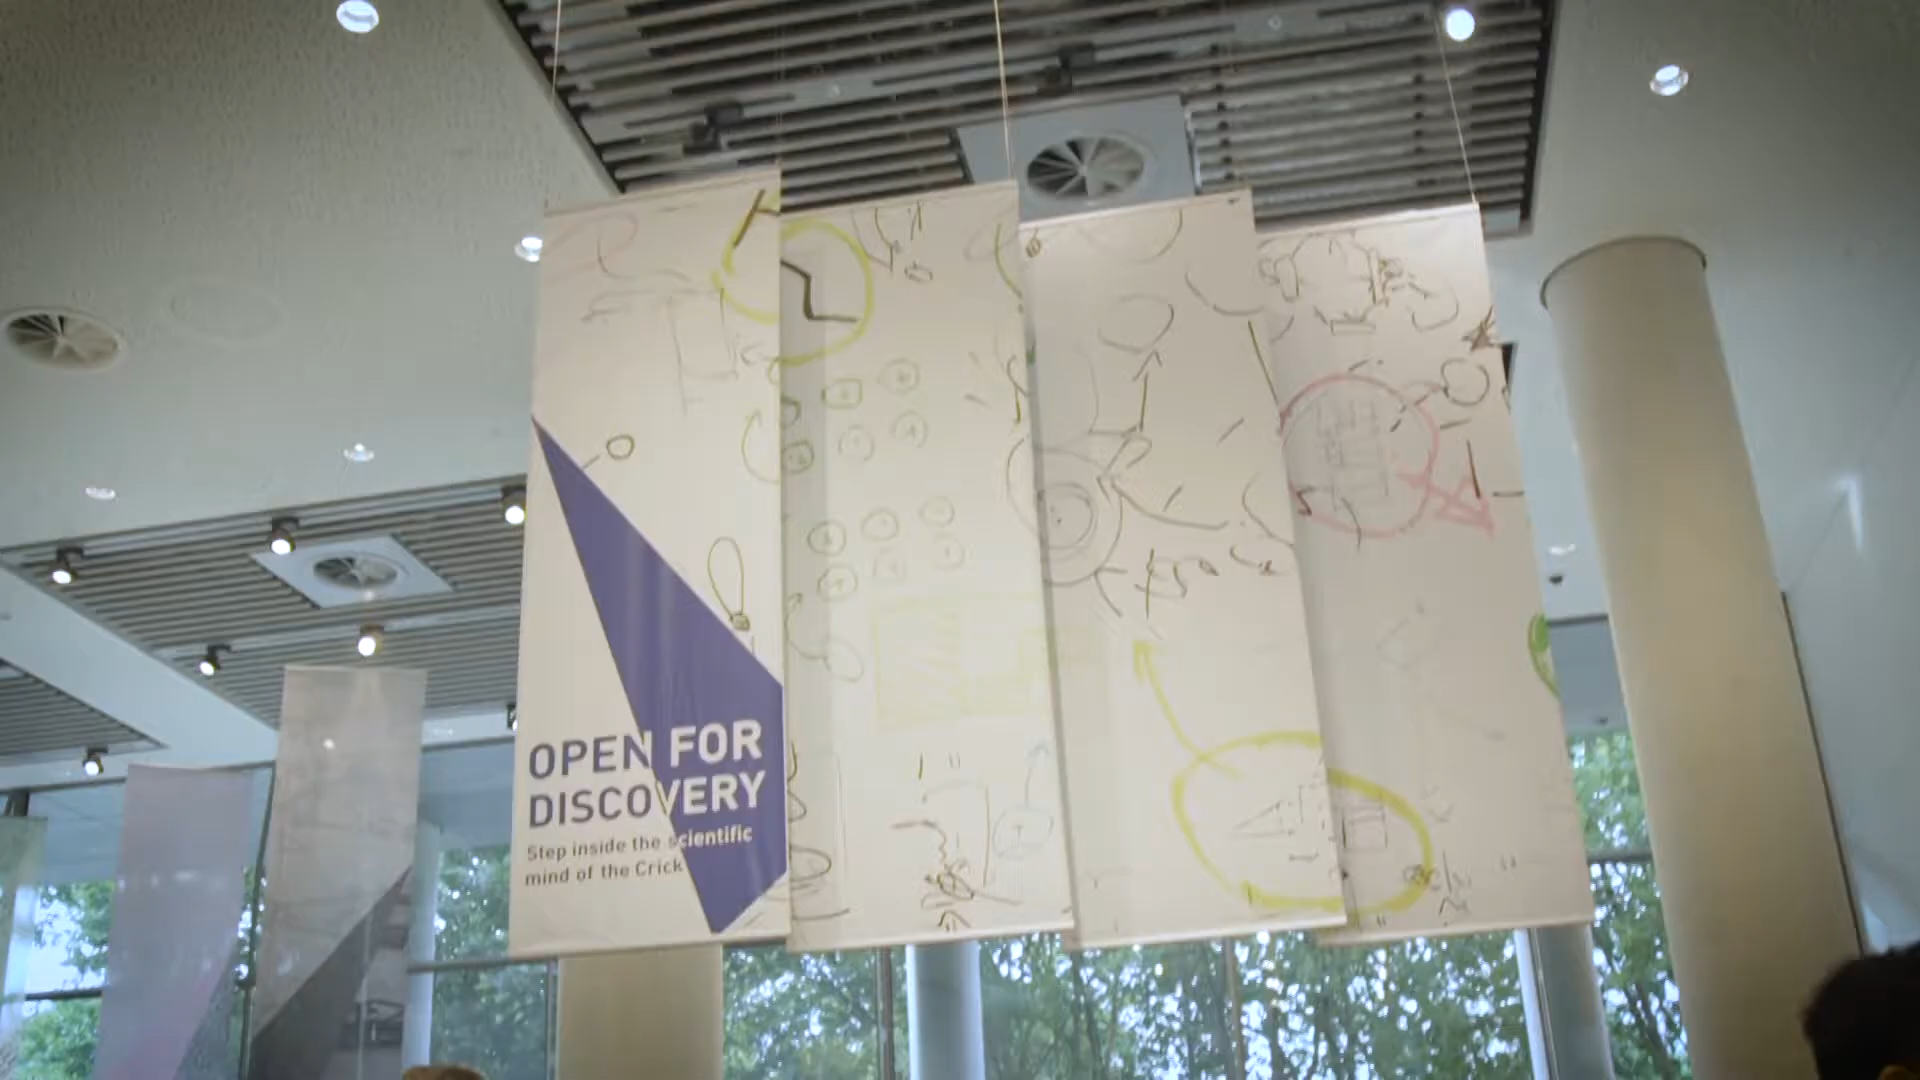 OPEN FOR
DISCOVERY
Step inside the scientific
mind of the Crick